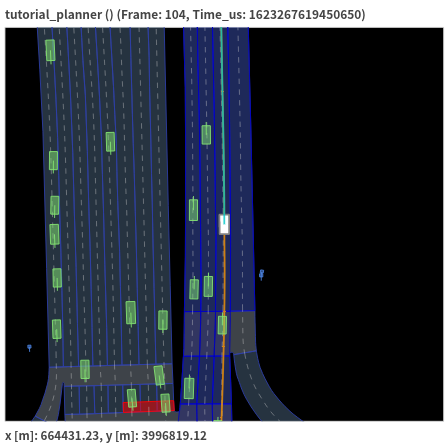 tutorial_planner () (Frame: 104, Time_us: 1623267619450650)
x [m]: 664431.23, y [m]: 3996819.12